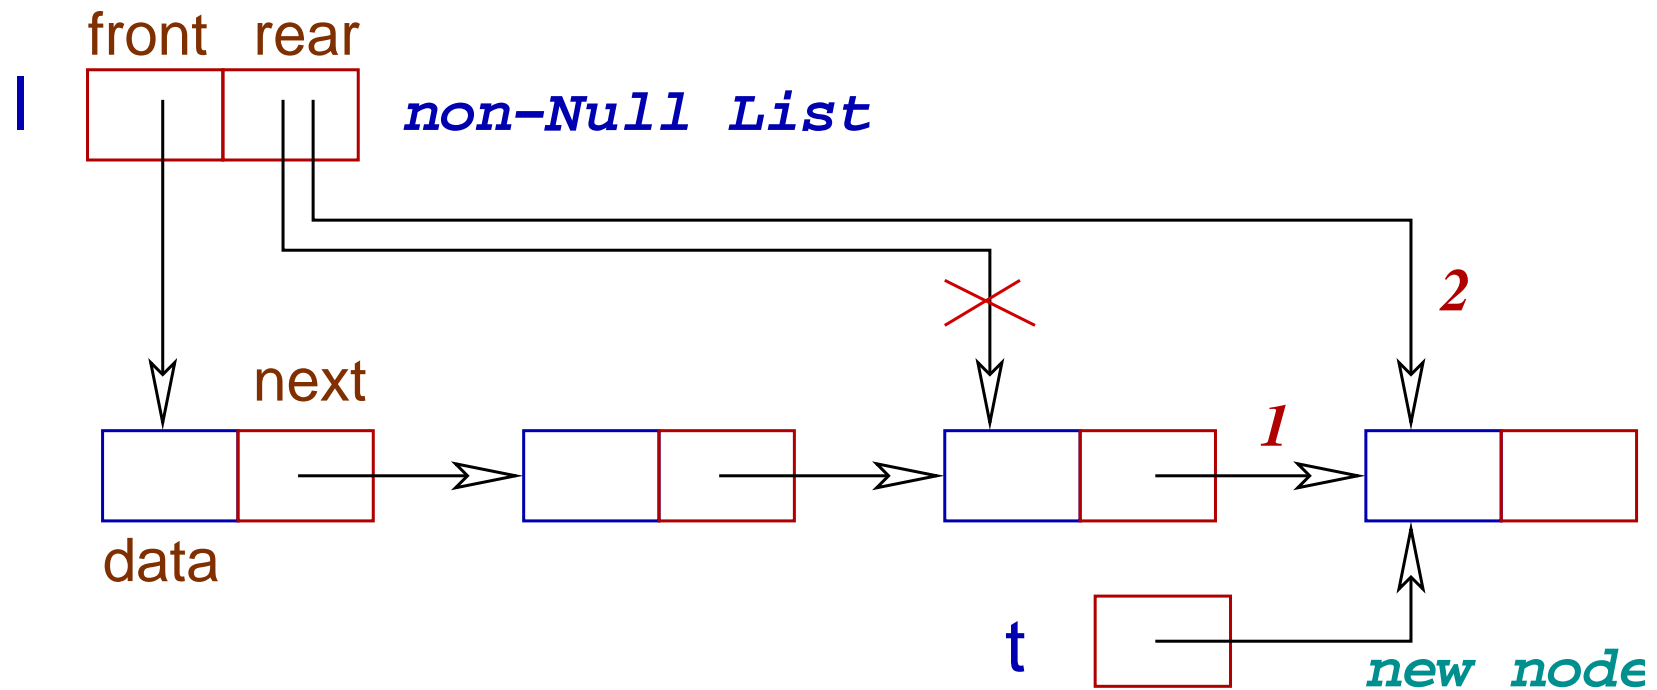 front rear
l non-Null List
2
next
1
data
t
new node